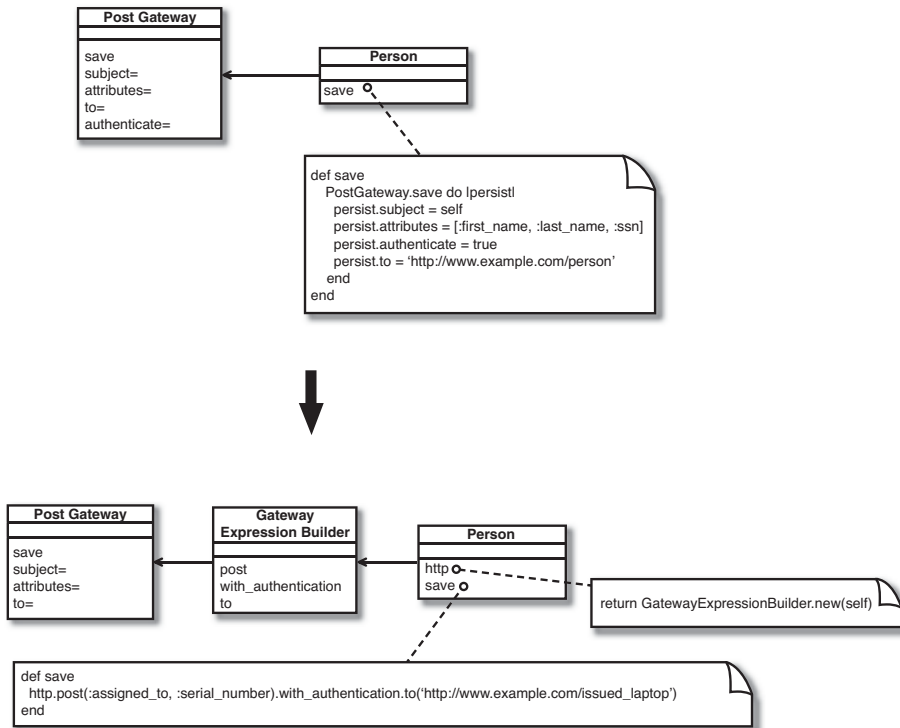 Post Gateway
save
subject=
attributes=
to=
authenticate=
Person
save
def save
PostGateway.save do |persist|
persist.subject = self
persist.attributes = [:first_name, :last_name, :ssn]
persist.authenticate = true
persist.to = ‘http://www.example.com/person’
end
end
Post Gateway
save
subject=
attributes=
to=
Gateway
Expression Builder
post
with_authentication
to
Person
http
save
return GatewayExpressionBuilder.new(self)
def save
http.post(:assigned_to, :serial_number).with_authentication.to(‘http://www.example.com/issued_laptop’)
end